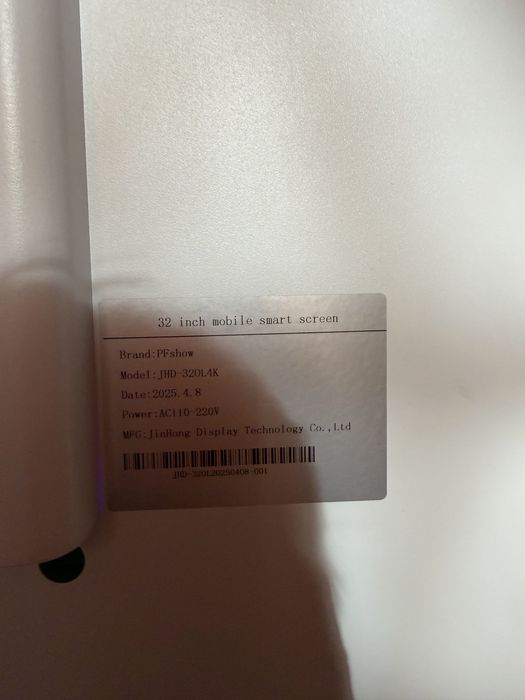 32 inch mobile smart screen
Brand:PFshow
Model:JHD-320L4K
Date:2025.4.8
Power:AC110-220V
MFG:JinHong Display Technology Co.,Ltd
JHD-320L20250408-001